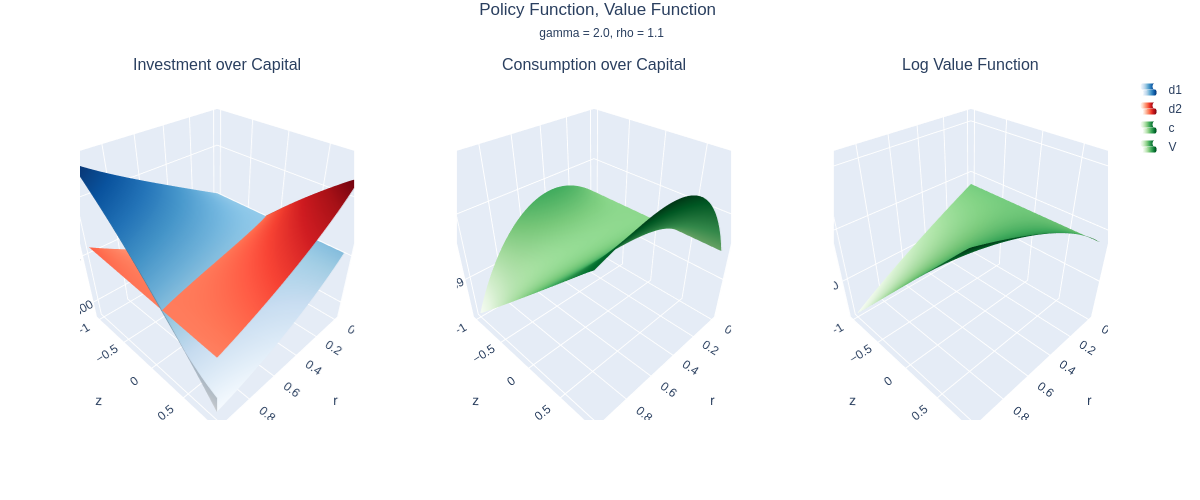 Policy Function, Value Function
gamma = 2.0, rho = 1.1
Investment over Capital
Consumption over Capital
Log Value Function
d1
d2
c
V
−1
−0.5
0
0.5
z
0
0.2
0.4
0.6
0.8
r
−1
−0.5
0
0.5
z
0
0.2
0.4
0.6
0.8
r
−1
−0.5
0
0.5
z
0
0.2
0.4
0.6
0.8
r